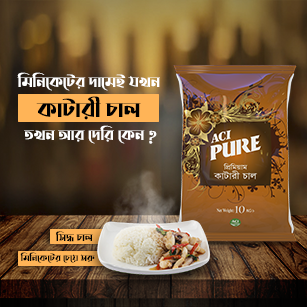 মিনিকেটের দামেই যখন
কাটারী চাল
তখন আর দেরি কেন ?
ACI
PURE
প্রিমিয়াম
কাটারী চাল
Net Weight: 10 KG
সিদ্ধ চাল
মিনিকেটের চেয়ে সরু